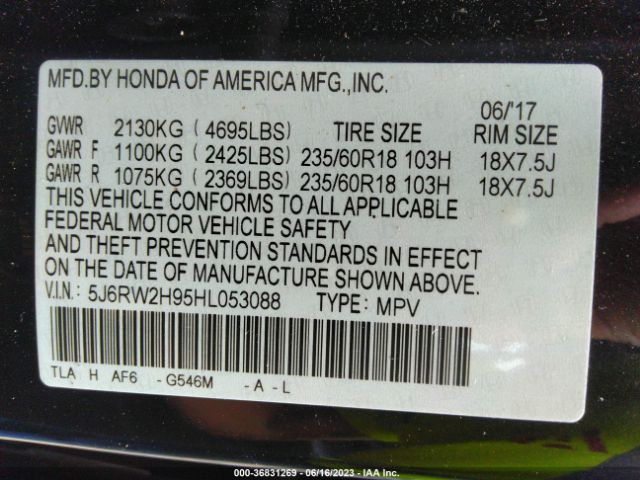 MFD.BY HONDA OF AMERICA MFG.,INC.
06/'17
GVWR 2130KG (4695LBS) TIRE SIZE RIM SIZE
GAWR F 1100KG (2425LBS) 235/60R18 103H 18X7.5J
GAWR R 1075KG (2369LBS) 235/60R18 103H 18X7.5J
THIS VEHICLE CONFORMS TO ALL APPLICABLE
FEDERAL MOTOR VEHICLE SAFETY
AND THEFT PREVENTION STANDARDS IN EFFECT
ON THE DATE OF MANUFACTURE SHOWN ABOVE.
V.I.N: 5J6RW2H95HL053088 TYPE: MPV
TLA H AF6 - G546M - A - L
000-36831269 - 06/16/2023 - IAA Inc.